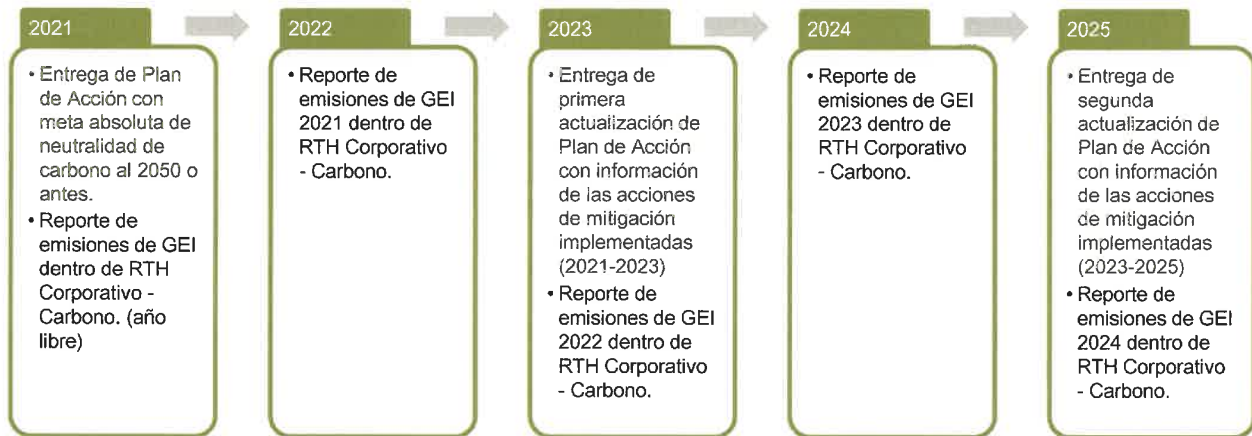 2021
• Entrega de Plan
de Acción con
meta absoluta de
neutralidad de
carbono al 2050 o
antes.
• Reporte de
emisiones de GEI
dentro de RTH
Corporativo -
Carbono. (año
libre)
2022
• Reporte de
emisiones de GEI
2021 dentro de
RTH Corporativo
- Carbono.
2023
• Entrega de
primera
actualización de
Plan de Acción
con información
de las acciones
de mitigación
implementadas
(2021-2023)
• Reporte de
emisiones de GEI
2022 dentro de
RTH Corporativo
- Carbono.
2024
• Reporte de
emisiones de GEI
2023 dentro de
RTH Corporativo
- Carbono.
2025
• Entrega de
segunda
actualización de
Plan de Acción
con información
de las acciones
de mitigación
implementadas
(2023-2025)
• Reporte de
emisiones de GEI
2024 dentro de
RTH Corporativo
- Carbono.